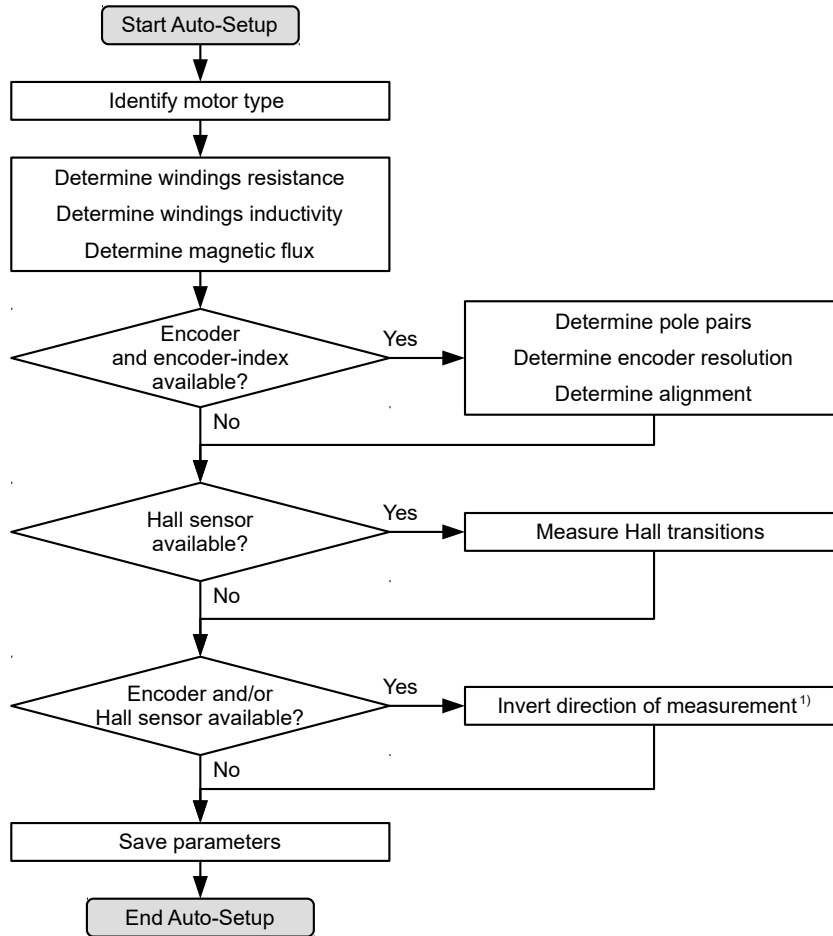 Start Auto-Setup
Identify motor type
Determine windings resistance
Determine windings inductivity
Determine magnetic flux
Encoder
and encoder-index
available?
Yes
Determine pole pairs
Determine encoder resolution
Determine alignment
No
Hall sensor
available?
Yes
Measure Hall transitions
No
Encoder and/or
Hall sensor available?
Yes
Invert direction of measurement 1)
No
Save parameters
End Auto-Setup